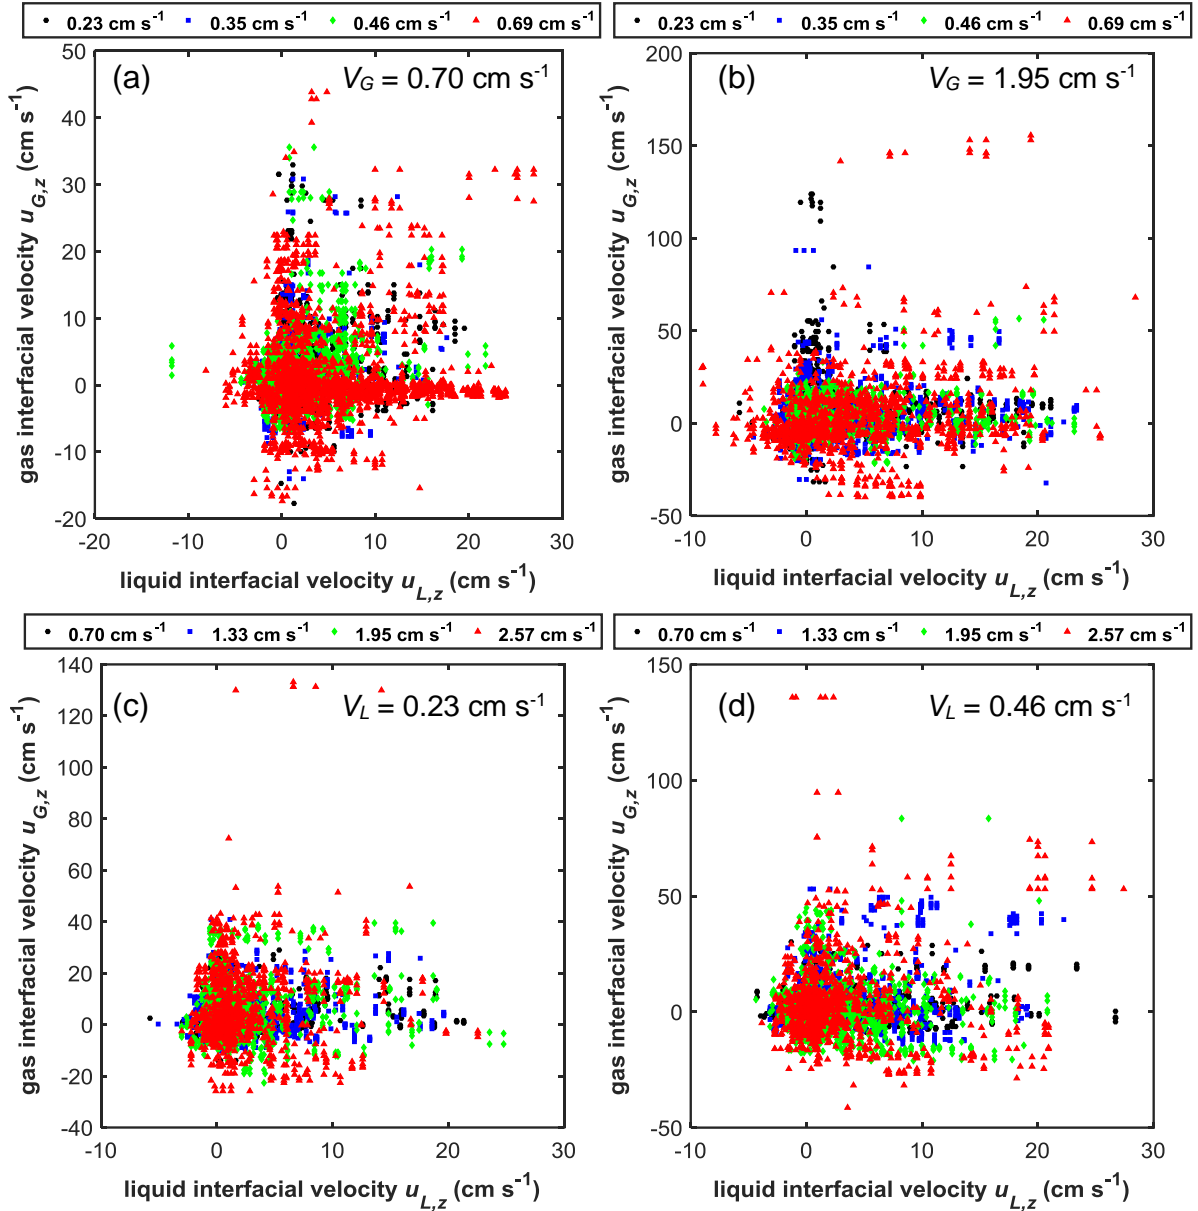 0.23 cm s⁻¹ 0.35 cm s⁻¹ 0.46 cm s⁻¹ 0.69 cm s⁻¹
(a) V_G = 0.70 cm s⁻¹
50
40
30
20
10
0
-10
-20
gas interfacial velocity u_{G,z} (cm s⁻¹)
-20 -10 0 10 20 30
liquid interfacial velocity u_{L,z} (cm s⁻¹)
0.23 cm s⁻¹ 0.35 cm s⁻¹ 0.46 cm s⁻¹ 0.69 cm s⁻¹
(b) V_G = 1.95 cm s⁻¹
200
150
100
50
0
-50
gas interfacial velocity u_{G,z} (cm s⁻¹)
-10 0 10 20 30
liquid interfacial velocity u_{L,z} (cm s⁻¹)
0.70 cm s⁻¹ 1.33 cm s⁻¹ 1.95 cm s⁻¹ 2.57 cm s⁻¹
(c) V_L = 0.23 cm s⁻¹
140
120
100
80
60
40
20
0
-20
-40
gas interfacial velocity u_{G,z} (cm s⁻¹)
-10 0 10 20 30
liquid interfacial velocity u_{L,z} (cm s⁻¹)
0.70 cm s⁻¹ 1.33 cm s⁻¹ 1.95 cm s⁻¹ 2.57 cm s⁻¹
(d) V_L = 0.46 cm s⁻¹
150
100
50
0
-50
gas interfacial velocity u_{G,z} (cm s⁻¹)
-10 0 10 20 30
liquid interfacial velocity u_{L,z} (cm s⁻¹)